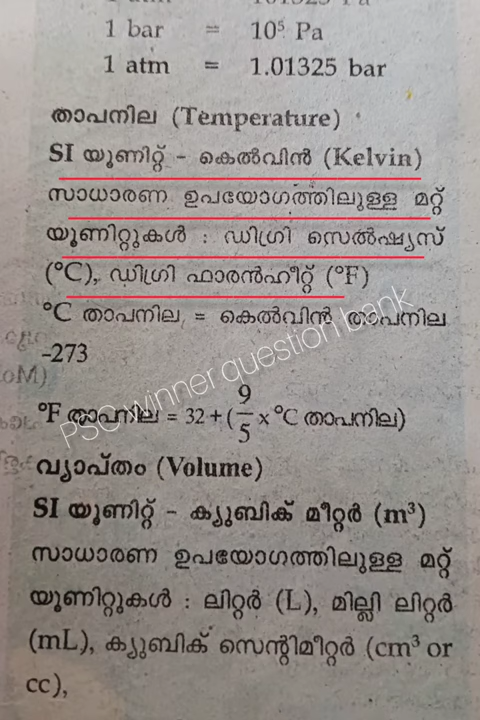 1 bar = 10⁵ Pa
1 atm = 1.01325 bar
താപനില (Temperature)
SI യൂണിറ്റ് - കെൽവിൻ (Kelvin)
സാധാരണ ഉപയോഗത്തിലുള്ള മറ്റ്
യൂണിറ്റുകൾ : ഡിഗ്രി സെൽഷ്യസ്
(°C), ഡിഗ്രി ഫാരൻഹീറ്റ് (°F)
°C താപനില = കെൽവിൻ താപനില
-273
°F താപനില = 32 + (9/5 x °C താപനില)
PSC winner question bank
വ്യാപ്തം (Volume)
SI യൂണിറ്റ് - ക്യുബിക് മീറ്റർ (m³)
സാധാരണ ഉപയോഗത്തിലുള്ള മറ്റ്
യൂണിറ്റുകൾ : ലിറ്റർ (L), മില്ലി ലിറ്റർ
(mL), ക്യുബിക് സെന്റിമീറ്റർ (cm³ or
cc),